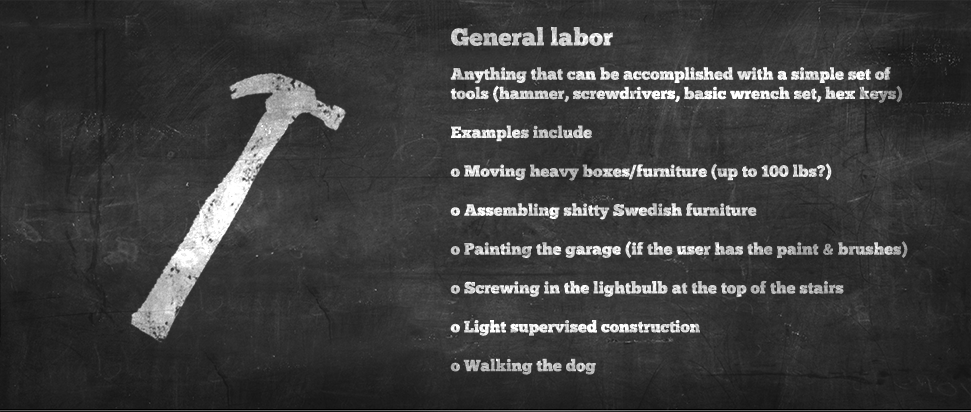 General labor
Anything that can be accomplished with a simple set of
tools (hammer, screwdrivers, basic wrench set, hex keys)
Examples include
o Moving heavy boxes/furniture (up to 100 lbs?)
o Assembling shitty Swedish furniture
o Painting the garage (if the user has the paint & brushes)
o Screwing in the lightbulb at the top of the stairs
o Light supervised construction
o Walking the dog